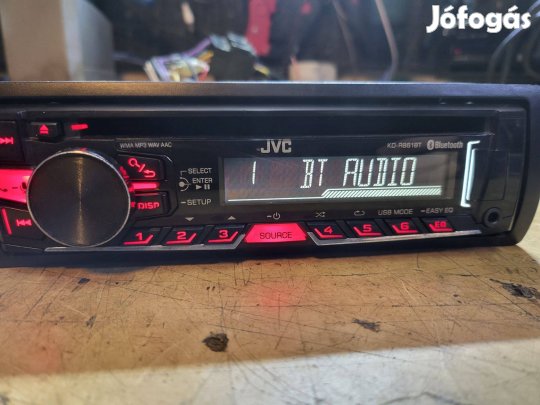 Jófogás
WMA MP3 WAV AAC
JVC
KD-R861BT Bluetooth
SELECT
ENTER
SETUP
DISP
1 BT AUDIO
USB MODE EASY EQ
1 2 3 SOURCE 4 5 6 EQ